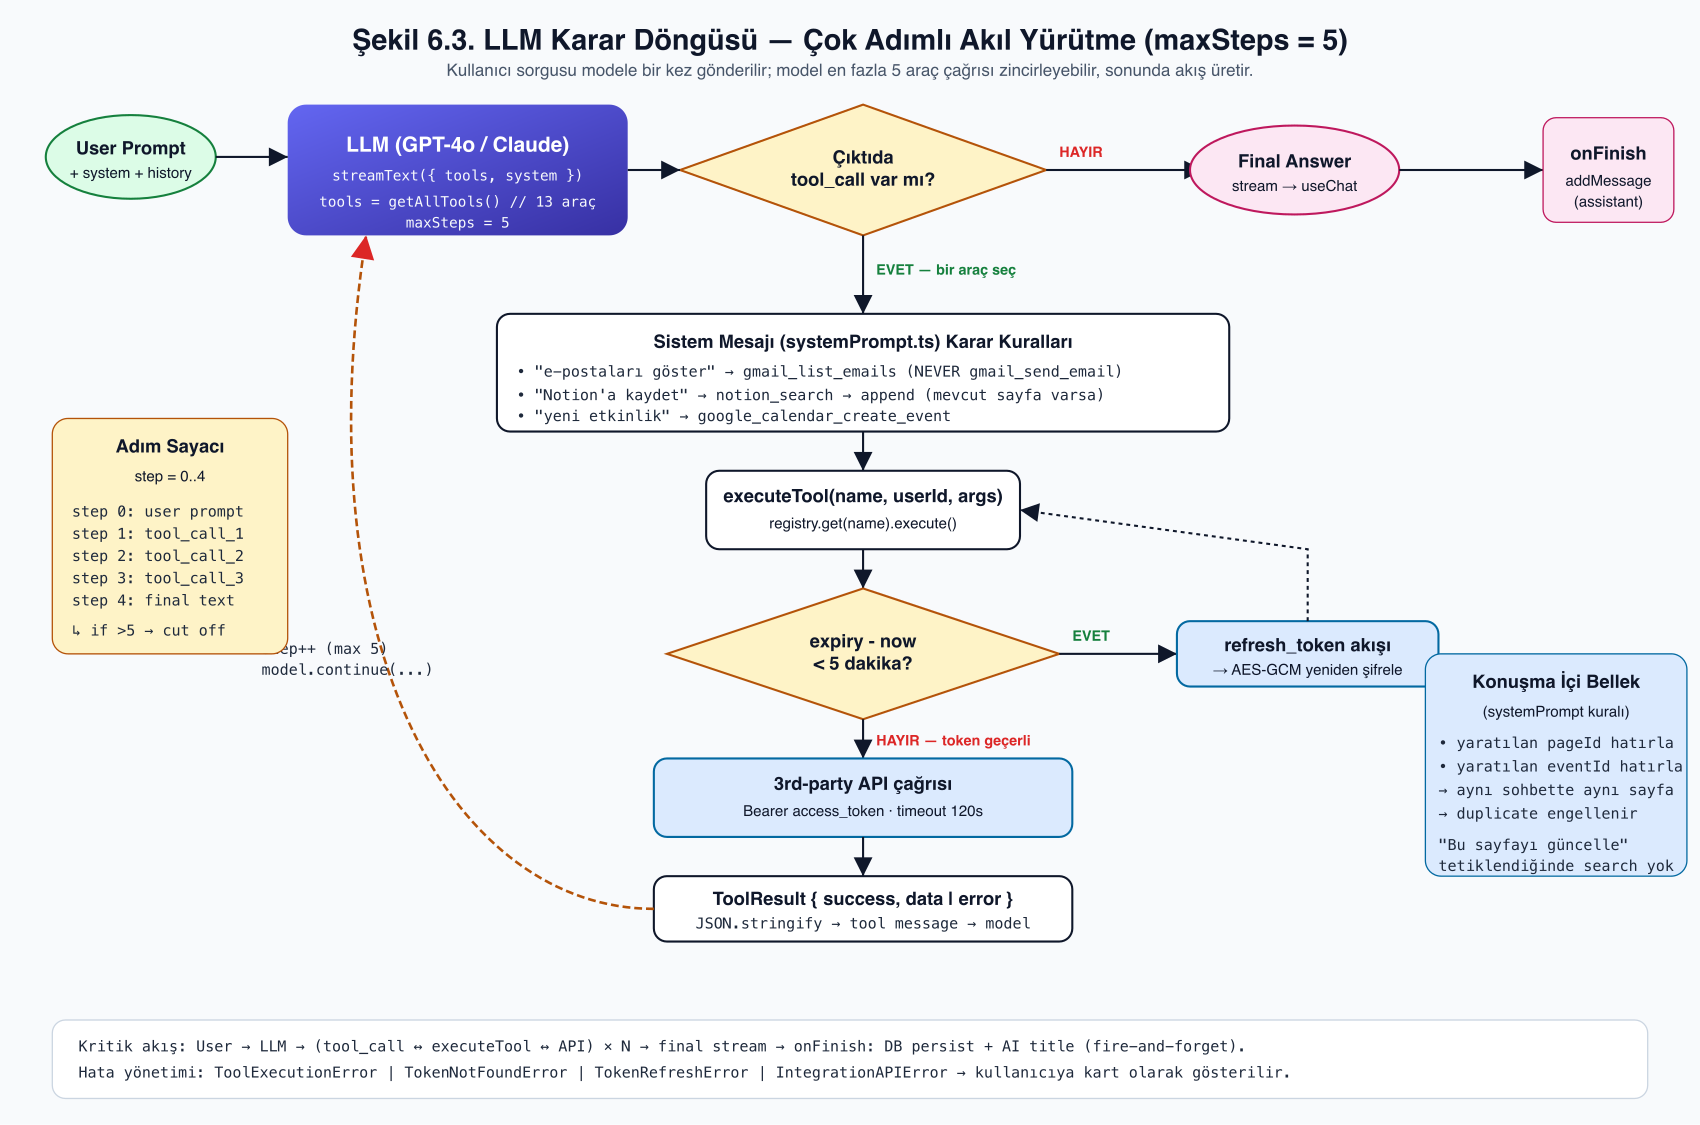 Şekil 6.3. LLM Karar Döngüsü — Çok Adımlı Akıl Yürütme (maxSteps = 5)
Kullanıcı sorgusu modele bir kez gönderilir; model en fazla 5 araç çağrısı zincirleyebilir, sonunda akış üretir.
User Prompt
+ system + history
LLM (GPT-4o / Claude)
streamText({ tools, system })
tools = getAllTools() // 13 araç
maxSteps = 5
Çıktıda
tool_call var mı?
HAYIR
Final Answer
stream → useChat
onFinish
addMessage
(assistant)
EVET — bir araç seç
Sistem Mesajı (systemPrompt.ts) Karar Kuralları
• "e-postaları göster" → gmail_list_emails (NEVER gmail_send_email)
• "Notion'a kaydet" → notion_search → append (mevcut sayfa varsa)
• "yeni etkinlik" → google_calendar_create_event
Adım Sayacı
step = 0..4
step 0: user prompt
step 1: tool_call_1
step 2: tool_call_2
step 3: tool_call_3
step 4: final text
↳ if >5 → cut off
ep++ (max 5)
model.continue(...)
executeTool(name, userId, args)
registry.get(name).execute()
expiry - now
< 5 dakika?
EVET
refresh_token akışı
→ AES-GCM yeniden şifrele
HAYIR — token geçerli
3rd-party API çağrısı
Bearer access_token · timeout 120s
ToolResult { success, data | error }
JSON.stringify → tool message → model
Konuşma İçi Bellek
(systemPrompt kuralı)
• yaratılan pageId hatırla
• yaratılan eventId hatırla
→ aynı sohbette aynı sayfa
→ duplicate engellenir
"Bu sayfayı güncelle"
tetiklendiğinde search yok
Kritik akış: User → LLM → (tool_call ↔ executeTool ↔ API) × N → final stream → onFinish: DB persist + AI title (fire-and-forget).
Hata yönetimi: ToolExecutionError | TokenNotFoundError | TokenRefreshError | IntegrationAPIError → kullanıcıya kart olarak gösterilir.